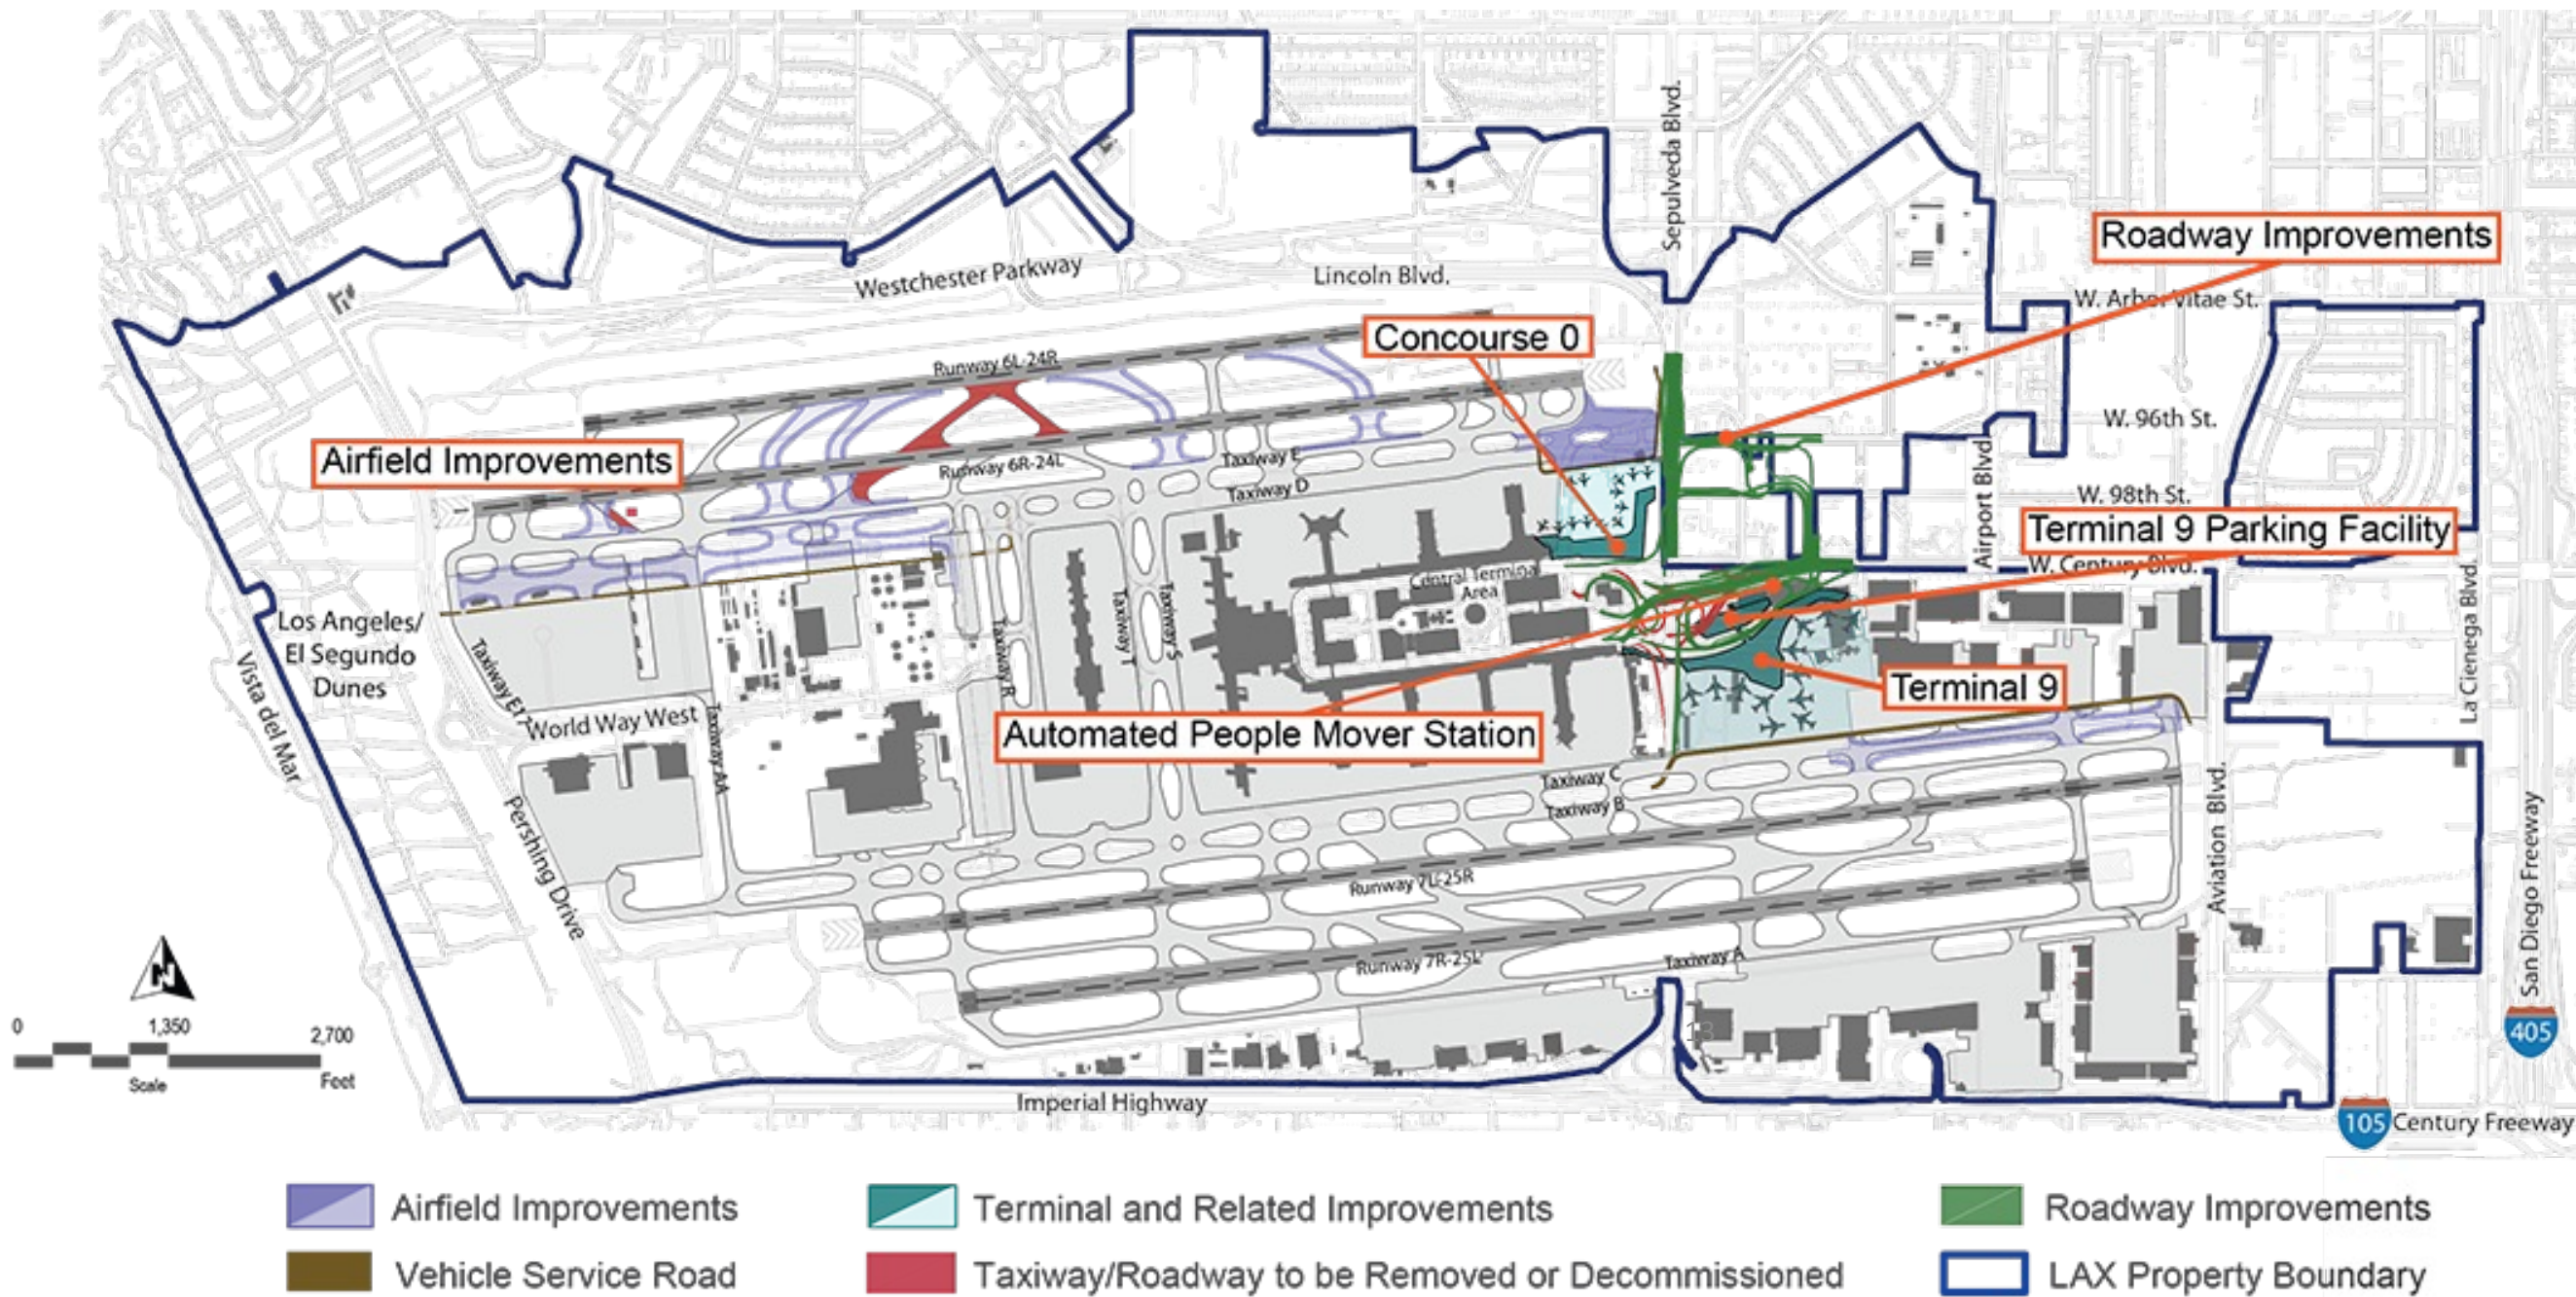 Sepulveda Blvd.
Roadway Improvements
Westchester Parkway
Lincoln Blvd.
W. Arbor Vitae St.
Concourse 0
Runway 6L-24R
W. 96th St.
Airfield Improvements
Runway 6R-24L
Taxiway E
Taxiway D
Airport Blvd.
W. 98th St.
Terminal 9 Parking Facility
W. Century Blvd.
Central Terminal
Area
Los Angeles/
El Segundo
Dunes
Vista del Mar
Taxiway E17
Taxiway R
Taxiway T
Taxiway S
La Cienega Blvd.
Terminal 9
World Way West
Taxiway AA
Automated People Mover Station
Taxiway C
Taxiway B
Pershing Drive
Runway 7L-25R
Aviation Blvd.
San Diego Freeway
Runway 7R-25L
Taxiway A
N
0
1,350
2,700
Scale
Feet
13
405
Imperial Highway
105
Century Freeway
Airfield Improvements
Terminal and Related Improvements
Roadway Improvements
Vehicle Service Road
Taxiway/Roadway to be Removed or Decommissioned
LAX Property Boundary